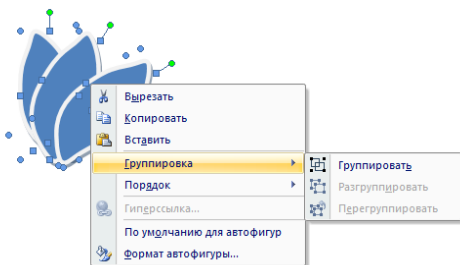 Вырезать
Копировать
Вставить
Группировка
Группировать
Порядок
Разгруппировать
Гиперссылка...
Перегруппировать
По умолчанию для автофигур
Формат автофигуры...